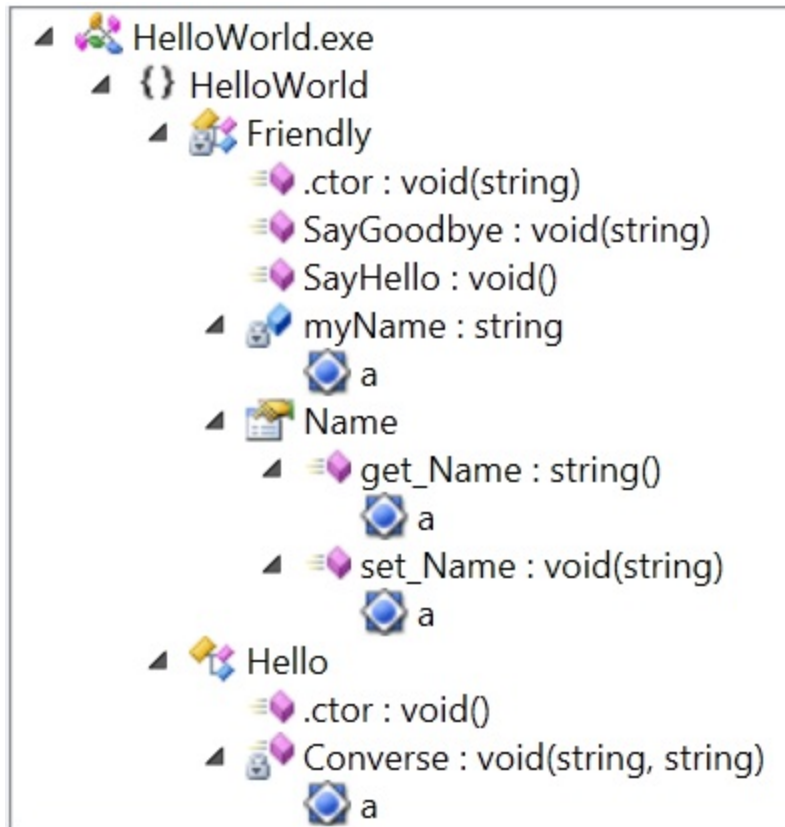 HelloWorld.exe
{} HelloWorld
Friendly
.ctor : void(string)
SayGoodbye : void(string)
SayHello : void()
myName : string
a
Name
get_Name : string()
a
set_Name : void(string)
a
Hello
.ctor : void()
Converse : void(string, string)
a